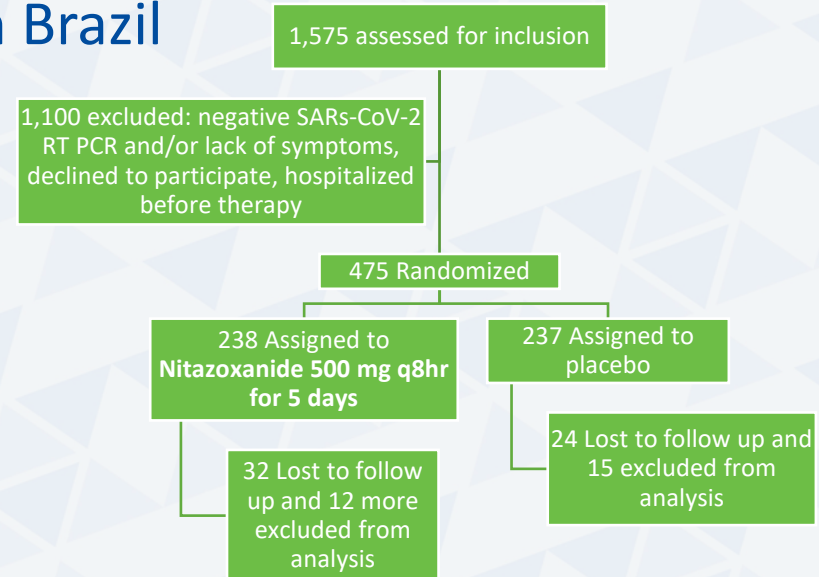 Brazil
1,575 assessed for inclusion
1,100 excluded: negative SARs-CoV-2
RT PCR and/or lack of symptoms,
declined to participate, hospitalized
before therapy
475 Randomized
238 Assigned to
Nitazoxanide 500 mg q8hr
for 5 days
237 Assigned to
placebo
32 Lost to follow
up and 12 more
excluded from
analysis
24 Lost to follow up and
15 excluded from
analysis